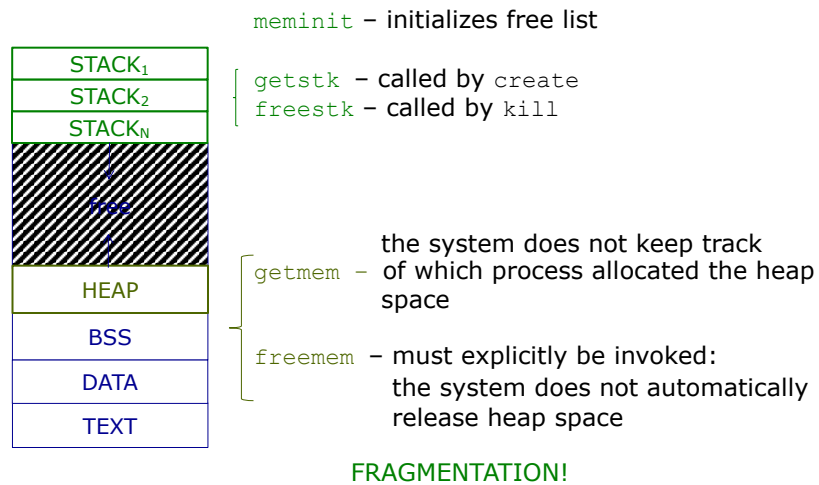 meminit – initializes free list
STACK₁
STACK₂
STACKₙ
getstk – called by create
freestk – called by kill
free
HEAP
BSS
DATA
TEXT
getmem –
the system does not keep track
of which process allocated the heap
space
freemem – must explicitly be invoked:
the system does not automatically
release heap space
FRAGMENTATION!